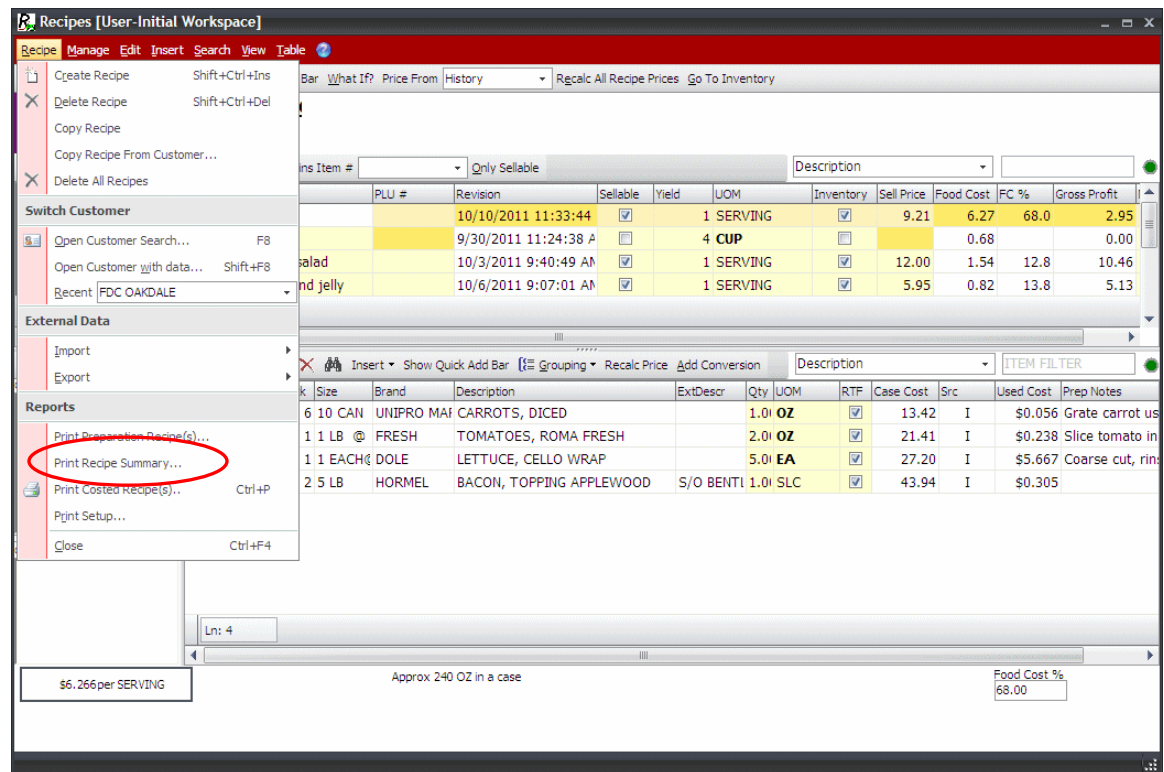 Recipes [User-Initial Workspace]
Recipe Manage Edit Insert Search View Table
Create Recipe Shift+Ctrl+Ins
Delete Recipe Shift+Ctrl+Del
Copy Recipe
Copy Recipe From Customer...
Delete All Recipes
Switch Customer
Open Customer Search... F8
Open Customer with data... Shift+F8
Recent FDC OAKDALE
External Data
Import
Export
Reports
Print Preparation Recipe(s)...
Print Recipe Summary...
Print Costed Recipe(s).. Ctrl+P
Print Setup...
Close Ctrl+F4
Bar What If? Price From History Recalc All Recipe Prices Go To Inventory
Item # Only Sellable Description
PLU # Revision Sellable Yield UOM Inventory Sell Price Food Cost FC % Gross Profit
10/10/2011 11:33:44 1 SERVING 9.21 6.27 68.0 2.95
9/30/2011 11:24:38 A 4 CUP 0.68 0.00
salad 10/3/2011 9:40:49 AM 1 SERVING 12.00 1.54 12.8 10.46
nd jelly 10/6/2011 9:07:01 AM 1 SERVING 5.95 0.82 13.8 5.13
Insert Show Quick Add Bar Grouping Recalc Price Add Conversion Description ITEM FILTER
k Size Brand Description ExtDescr Qty UOM RTF Case Cost Src Used Cost Prep Notes
6 10 CAN UNIPRO MAF CARROTS, DICED 1.0 OZ 13.42 I $0.056 Grate carrot us
1 1 LB @ FRESH TOMATOES, ROMA FRESH 2.0 OZ 21.41 I $0.238 Slice tomato in
1 1 EACH@ DOLE LETTUCE, CELLO WRAP 5.0 EA 27.20 I $5.667 Coarse cut, rin
2 5 LB HORMEL BACON, TOPPING APPLEWOOD S/O BENTL 1.0 SLC 43.94 I $0.305
Ln: 4
$6.266per SERVING
Approx 240 OZ in a case
Food Cost %
68.00